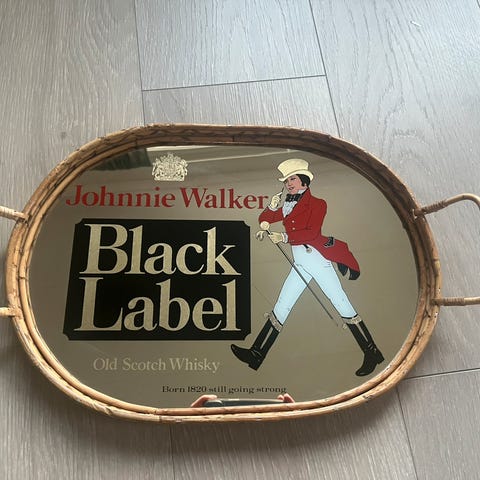 Johnnie Walker
Black
Label
Old Scotch Whisky
Born 1820 still going strong